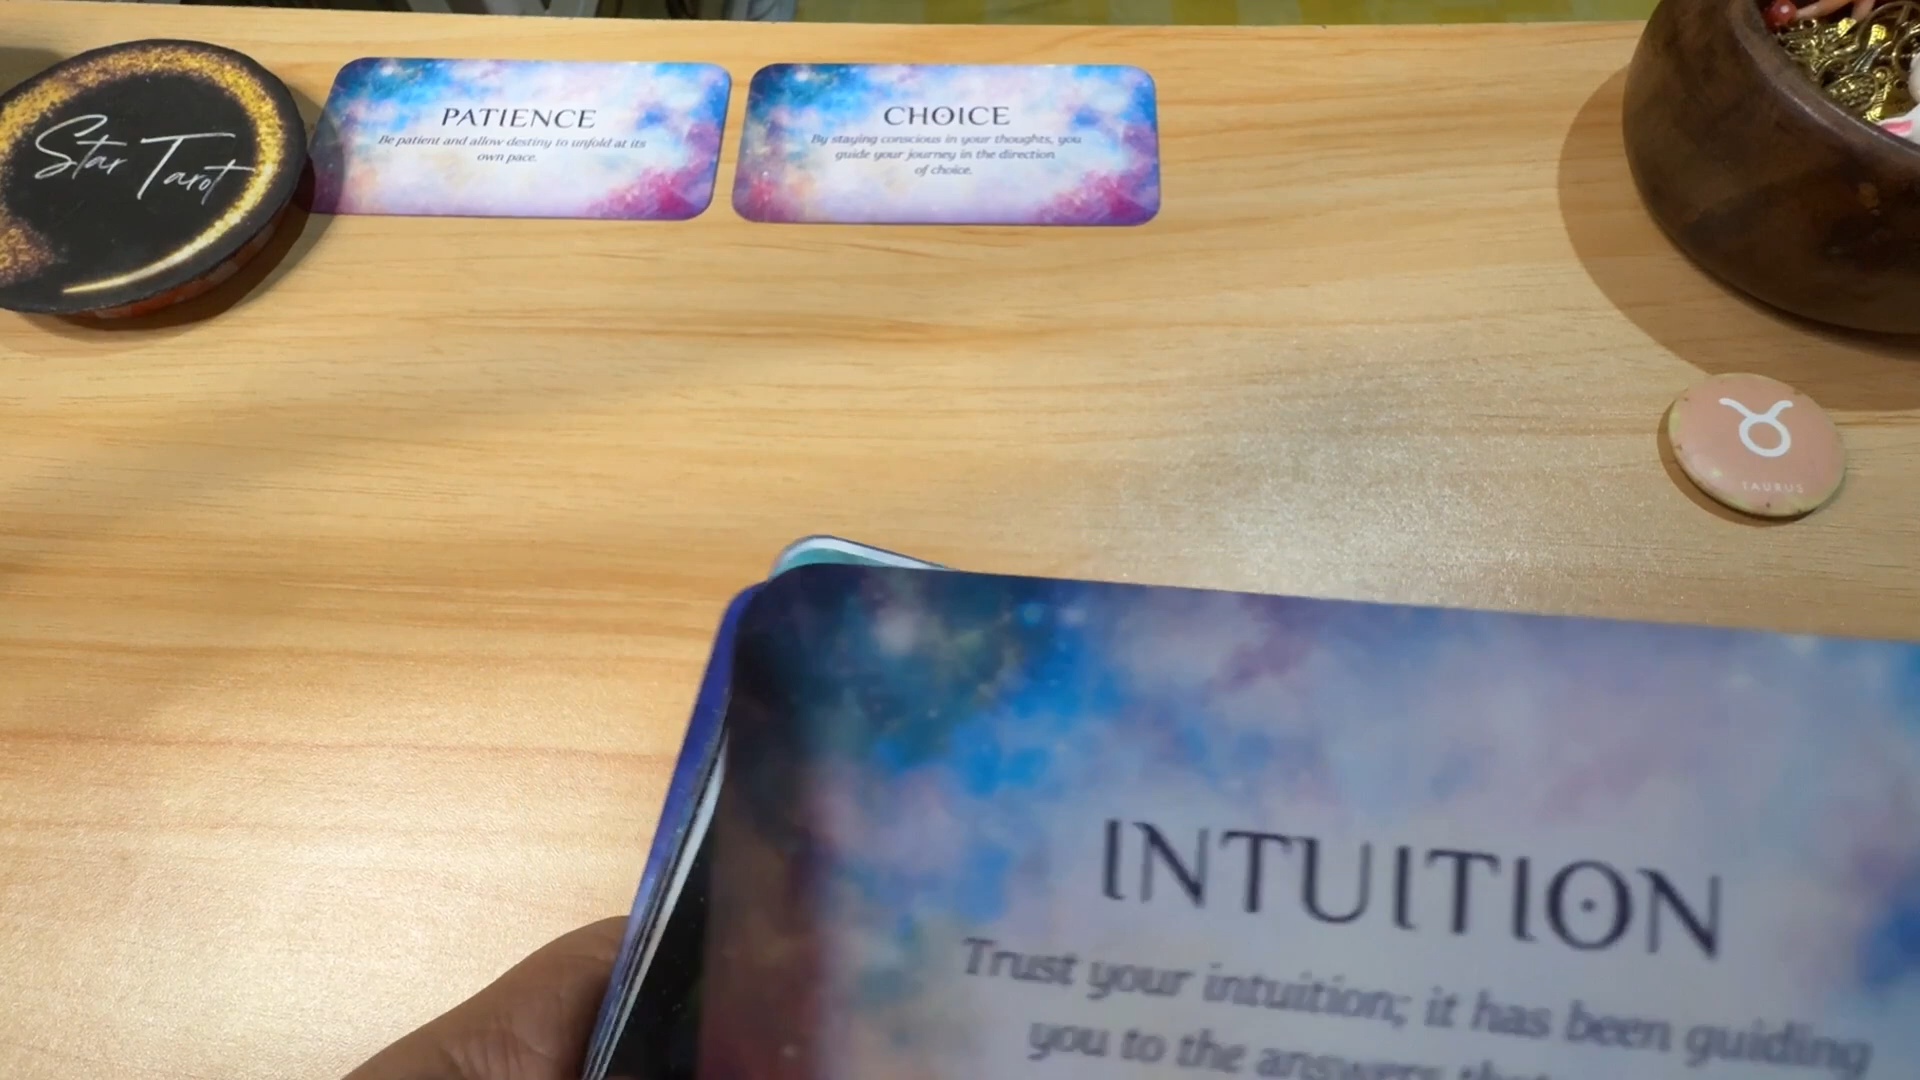 Star Tarot
PATIENCE
Be patient and allow destiny to unfold at its
own pace.
CHOICE
By staying conscious in your thoughts, you
guide your journey in the direction
of choice.
TAURUS
INTUITION
Trust your intuition; it has been guiding
you to the answers that